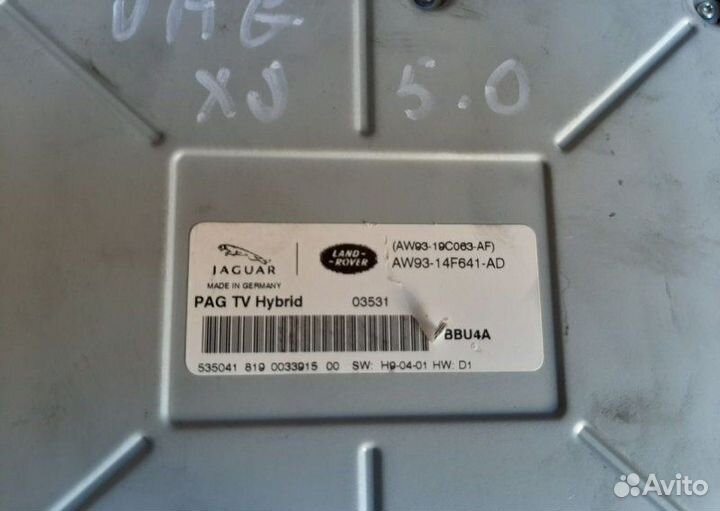 XJ 5.0
(AW93-19C063-AF)
JAGUAR
LAND-
-ROVER
AW93-14F641-AD
MADE IN GERMANY
PAG TV Hybrid 03531
BBU4A
535041 819 0033915 00 SW: H9-04-01 HW: D1
Avito